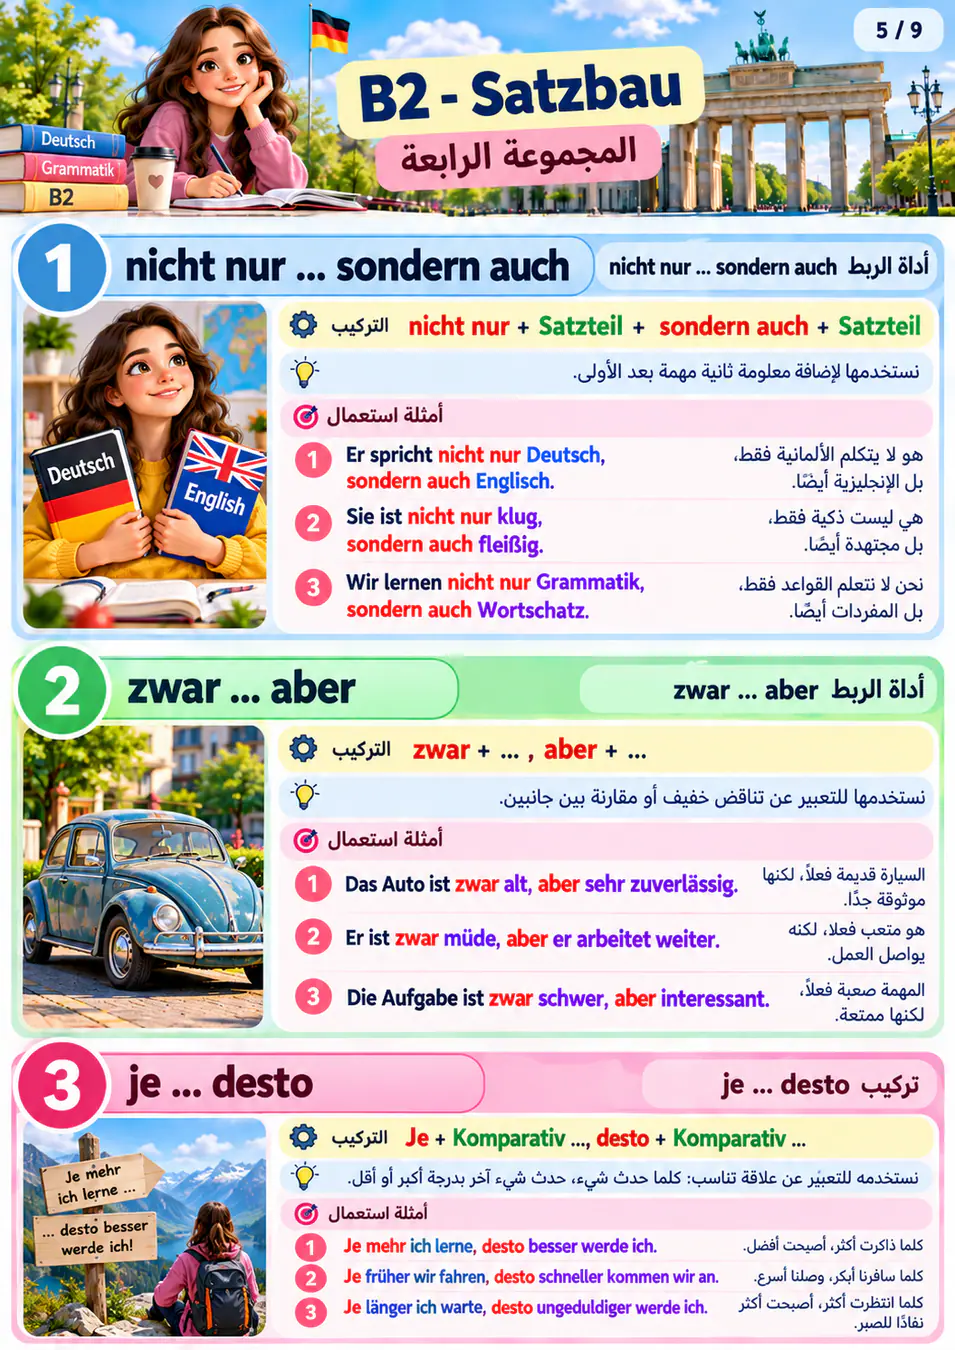 5 / 9
B2 - Satzbau
المجموعة الرابعة
Deutsch
Grammatik
B2
1
nicht nur ... sondern auch
أداة الربط nicht nur ... sondern auch
Deutsch
English
التركيب nicht nur + Satzteil + sondern auch + Satzteil
نستخدمها لإضافة معلومة ثانية مهمة بعد الأولى.
أمثلة استعمال
1
Er spricht nicht nur Deutsch,
sondern auch Englisch.
هو لا يتكلم الألمانية فقط،
بل الإنجليزية أيضًا.
2
Sie ist nicht nur klug,
sondern auch fleißig.
هي ليست ذكية فقط،
بل مجتهدة أيضًا.
3
Wir lernen nicht nur Grammatik,
sondern auch Wortschatz.
نحن لا نتعلم القواعد فقط،
بل المفردات أيضًا.
2
zwar ... aber
أداة الربط zwar ... aber
التركيب zwar + ... , aber + ...
نستخدمها للتعبير عن تناقض خفيف أو مقارنة بين جانبين.
أمثلة استعمال
1
Das Auto ist zwar alt, aber sehr zuverlässig.
السيارة قديمة فعلاً، لكنها
موثوقة جدًا.
2
Er ist zwar müde, aber er arbeitet weiter.
هو متعب فعلا، لكنه
يواصل العمل.
3
Die Aufgabe ist zwar schwer, aber interessant.
المهمة صعبة فعلاً،
لكنها ممتعة.
3
je ... desto
تركيب je ... desto
Je mehr
ich lerne ...
... desto besser
werde ich!
التركيب Je + Komparativ ..., desto + Komparativ ...
نستخدمه للتعبير عن علاقة تناسب: كلما حدث شيء، حدث شيء آخر بدرجة أكبر أو أقل.
أمثلة استعمال
1
Je mehr ich lerne, desto besser werde ich.
كلما ذاكرت أكثر، أصبحت أفضل.
2
Je früher wir fahren, desto schneller kommen wir an.
كلما سافرنا أبكر، وصلنا أسرع.
3
Je länger ich warte, desto ungeduldiger werde ich.
كلما انتظرت أكثر، أصبحت أكثر
نفادًا للصبر.